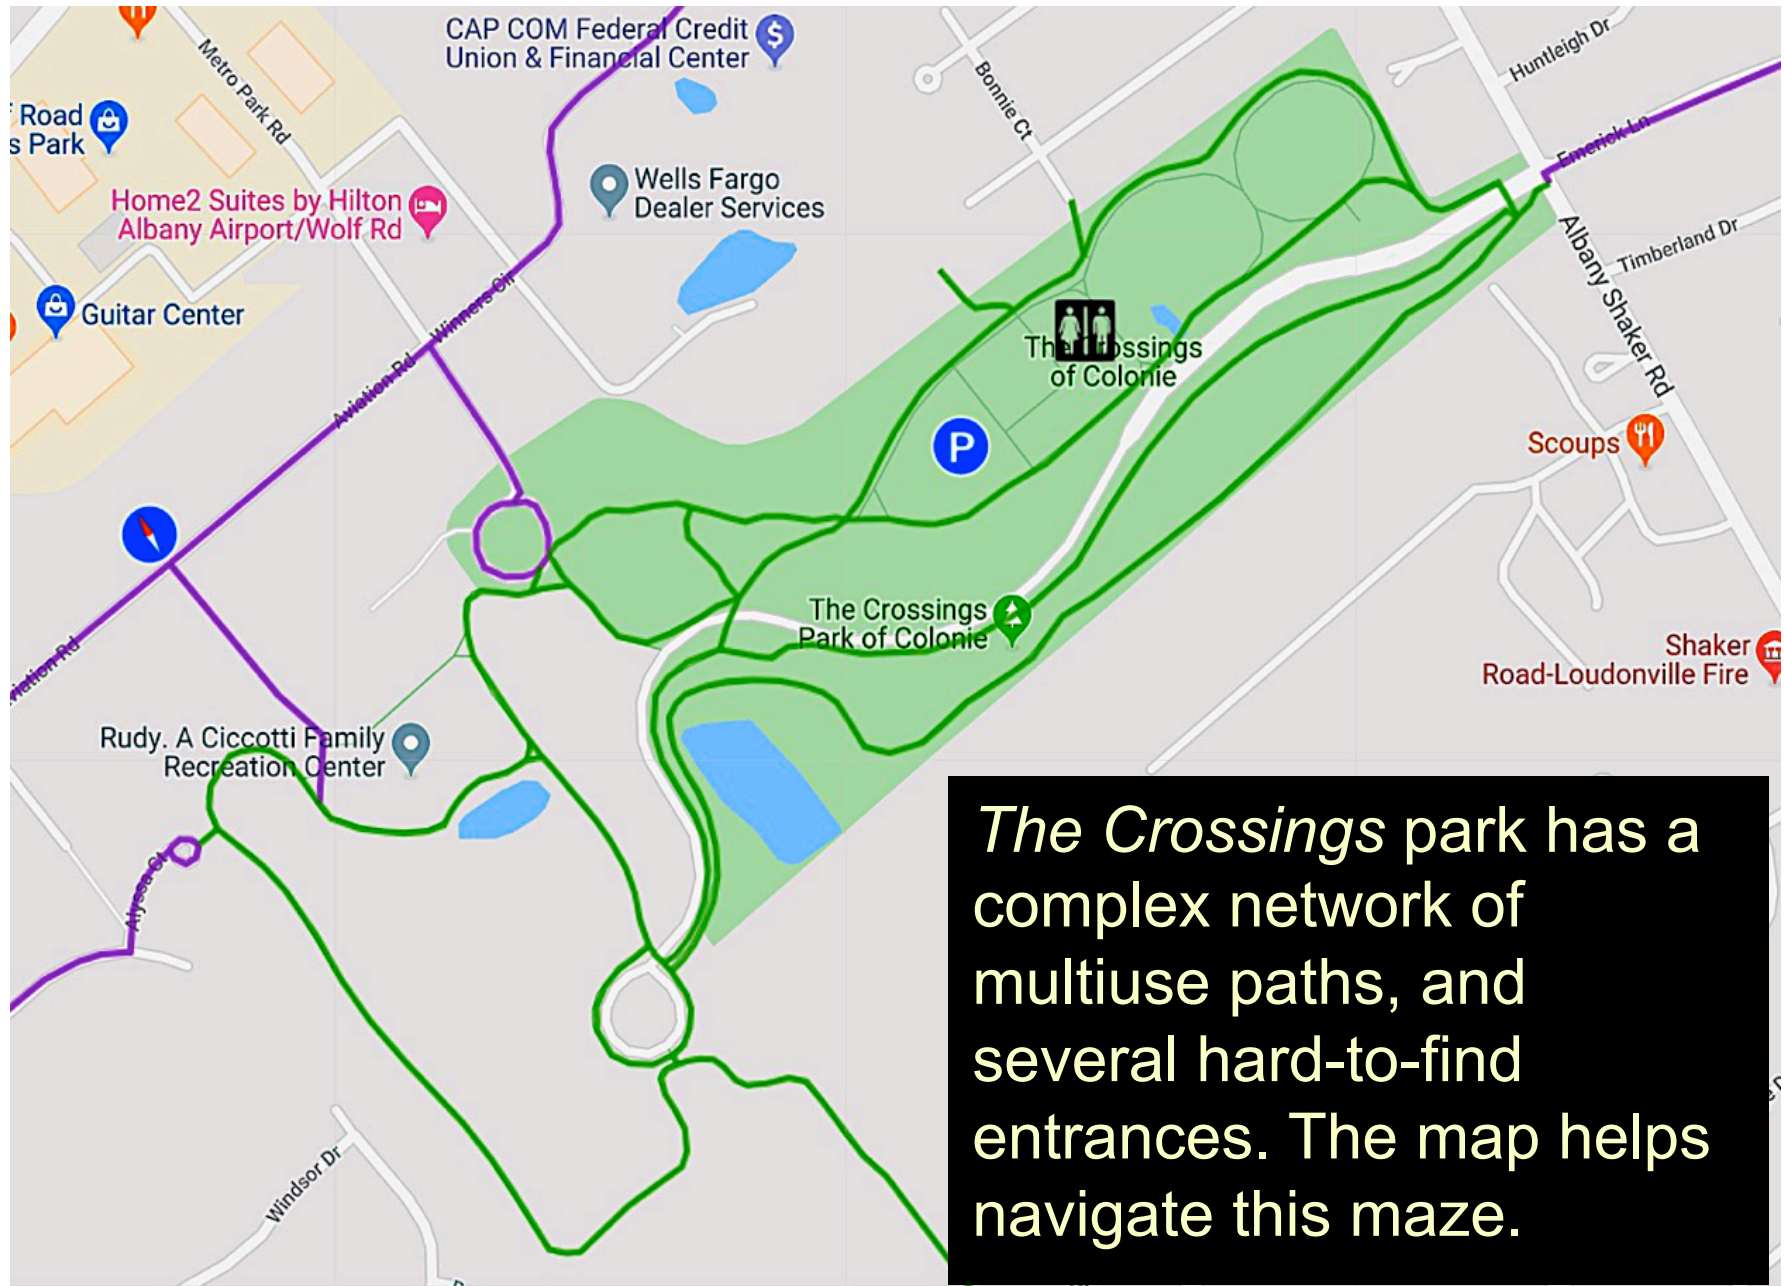 CAP COM Federal Credit
Union & Financial Center
$
Huntleigh Dr
Metro Park Rd
Bonnie Ct
Road
s Park
Emerick Ln
Wells Fargo
Dealer Services
Home2 Suites by Hilton
Albany Airport/Wolf Rd
Timberland Dr
Albany Shaker Rd
Guitar Center
Winners Cir
Aviation Rd
The Crossings
of Colonie
P
Scoups
The Crossings
Park of Colonie
Shaker
Road-Loudonville Fire
viation Rd
Rudy. A Ciccotti Family
Recreation Center
Alyssa Ct
Windsor Dr
The Crossings park has a
complex network of
multiuse paths, and
several hard-to-find
entrances. The map helps
navigate this maze.